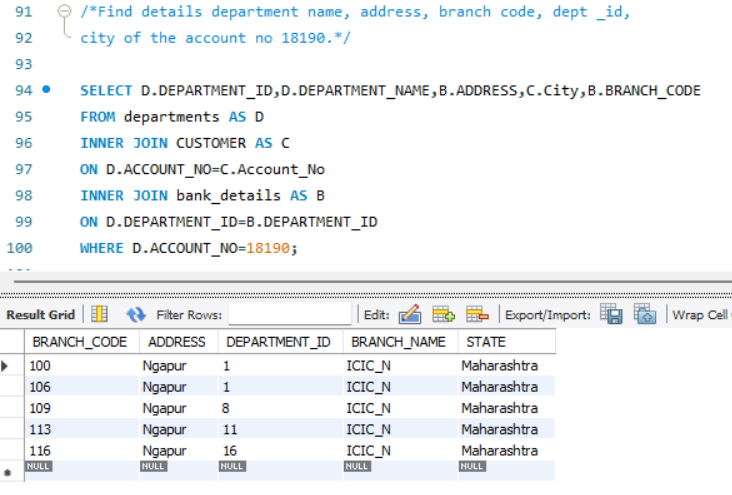 91 /*Find details department name, address, branch code, dept _id,
92 city of the account no 18190.*/
93
94 SELECT D.DEPARTMENT_ID,D.DEPARTMENT_NAME,B.ADDRESS,C.City,B.BRANCH_CODE
95 FROM departments AS D
96 INNER JOIN CUSTOMER AS C
97 ON D.ACCOUNT_NO=C.Account_No
98 INNER JOIN bank_details AS B
99 ON D.DEPARTMENT_ID=B.DEPARTMENT_ID
100 WHERE D.ACCOUNT_NO=18190;
Result Grid Filter Rows: Edit: Export/Import: Wrap Cell
BRANCH_CODE ADDRESS DEPARTMENT_ID BRANCH_NAME STATE
100 Ngapur 1 ICIC_N Maharashtra
106 Ngapur 1 ICIC_N Maharashtra
109 Ngapur 8 ICIC_N Maharashtra
113 Ngapur 11 ICIC_N Maharashtra
116 Ngapur 16 ICIC_N Maharashtra
NULL NULL NULL NULL NULL